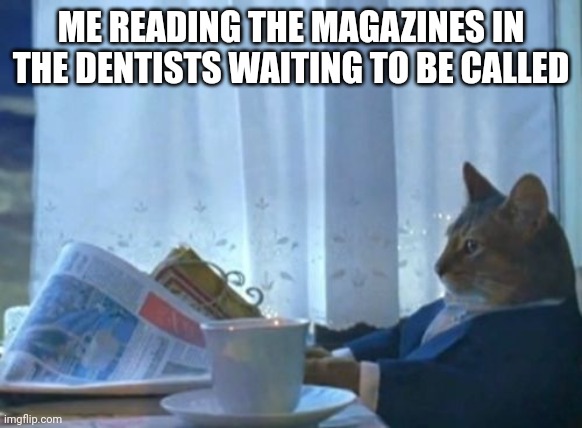 ME READING THE MAGAZINES IN
THE DENTISTS WAITING TO BE CALLED
imgflip.com